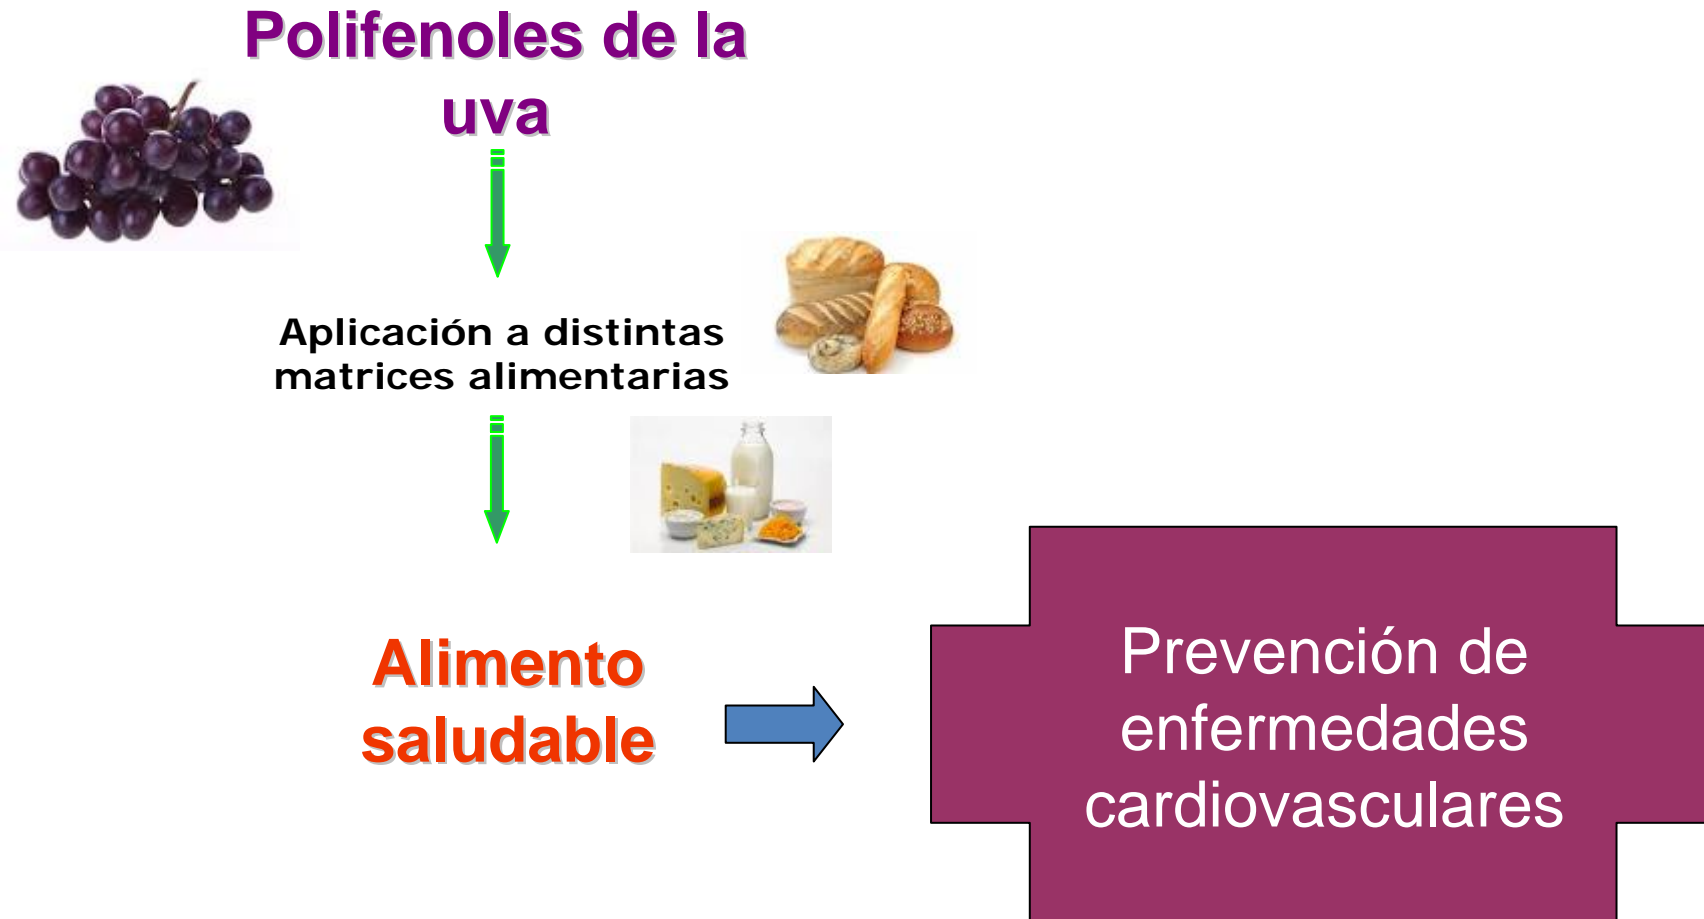 Polifenoles de la
uva
Aplicación a distintas
matrices alimentarias
Alimento
saludable
Prevención de
enfermedades
cardiovasculares